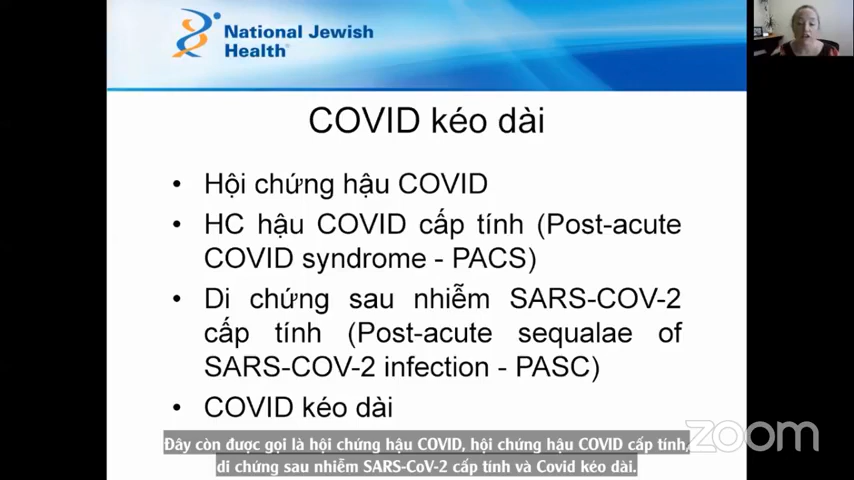 National Jewish
Health®
COVID kéo dài
• Hội chứng hậu COVID
• HC hậu COVID cấp tính (Post-acute
COVID syndrome - PACS)
• Di chứng sau nhiễm SARS-COV-2
cấp tính (Post-acute sequalae of
SARS-COV-2 infection - PASC)
• COVID kéo dài
Đây còn được gọi là hội chứng hậu COVID, hội chứng hậu COVID cấp tính,
di chứng sau nhiễm SARS-CoV-2 cấp tính và Covid kéo dài.
zoom